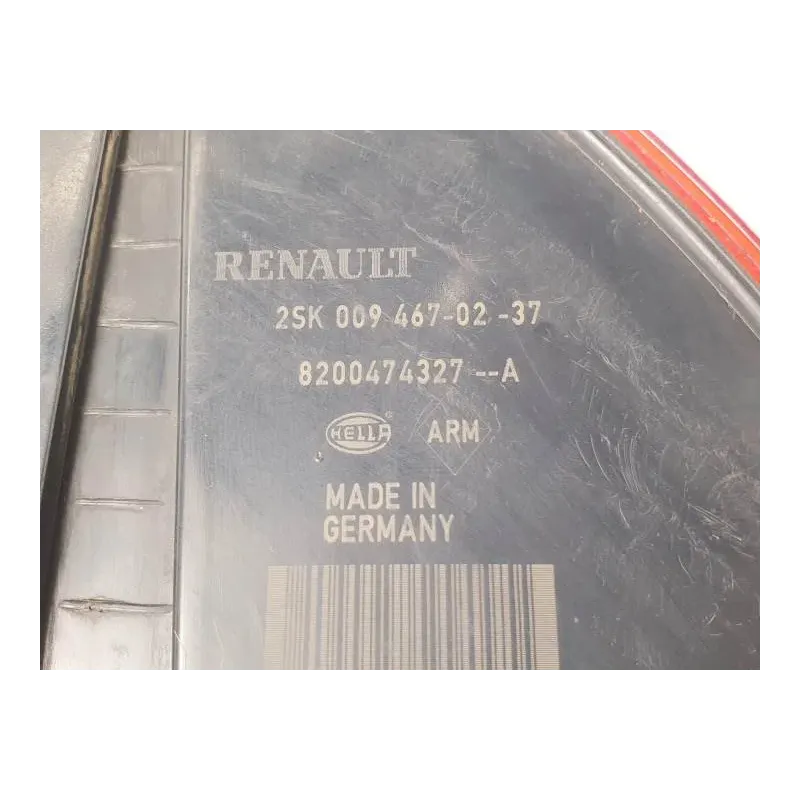 RENAULT
2SK 009 467-02 -37
8200474327 --A
HELLA ® ARM
MADE IN
GERMANY